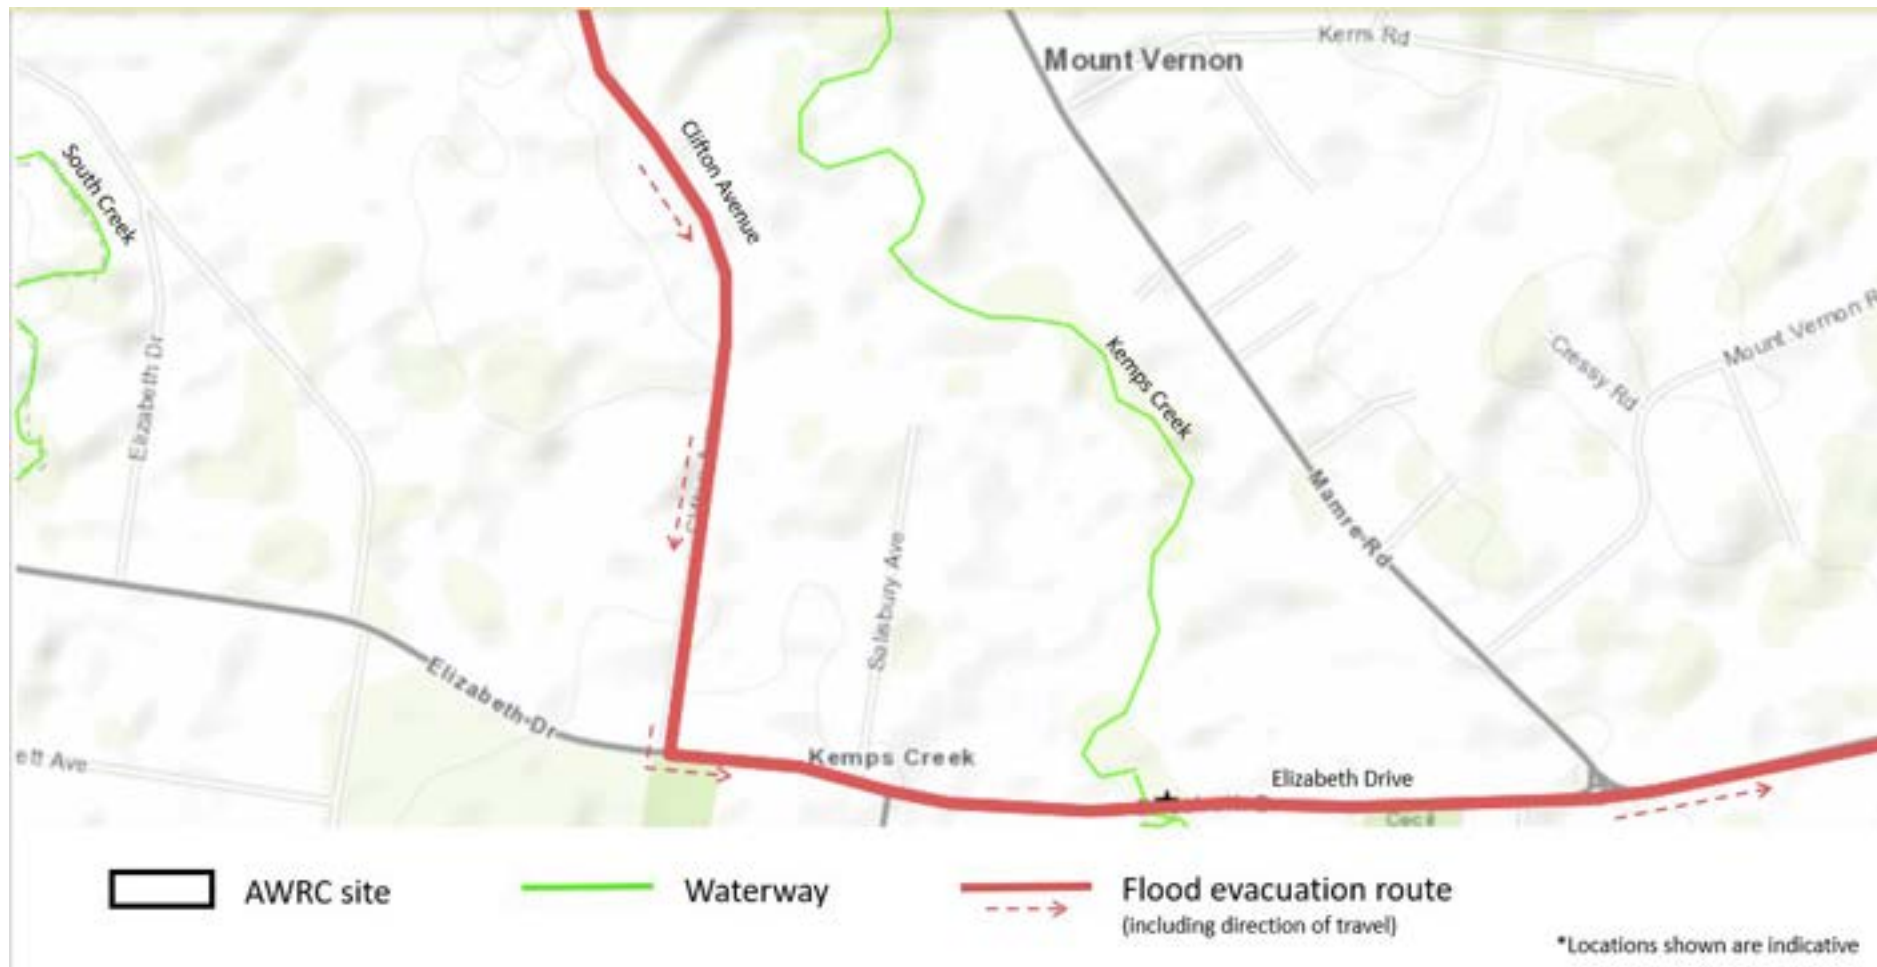 Kerrs Rd
Mount Vernon
Clifton Avenue
South Creek
Mount Vernon R
Elizabeth Dr
Kemps Creek
Cressy Rd
Mamre Rd
Salisbury Ave
Elizabeth Dr
ett Ave
Kemps Creek
Elizabeth Drive
Cecil
AWRC site
Waterway
Flood evacuation route
(including direction of travel)
*Locations shown are indicative